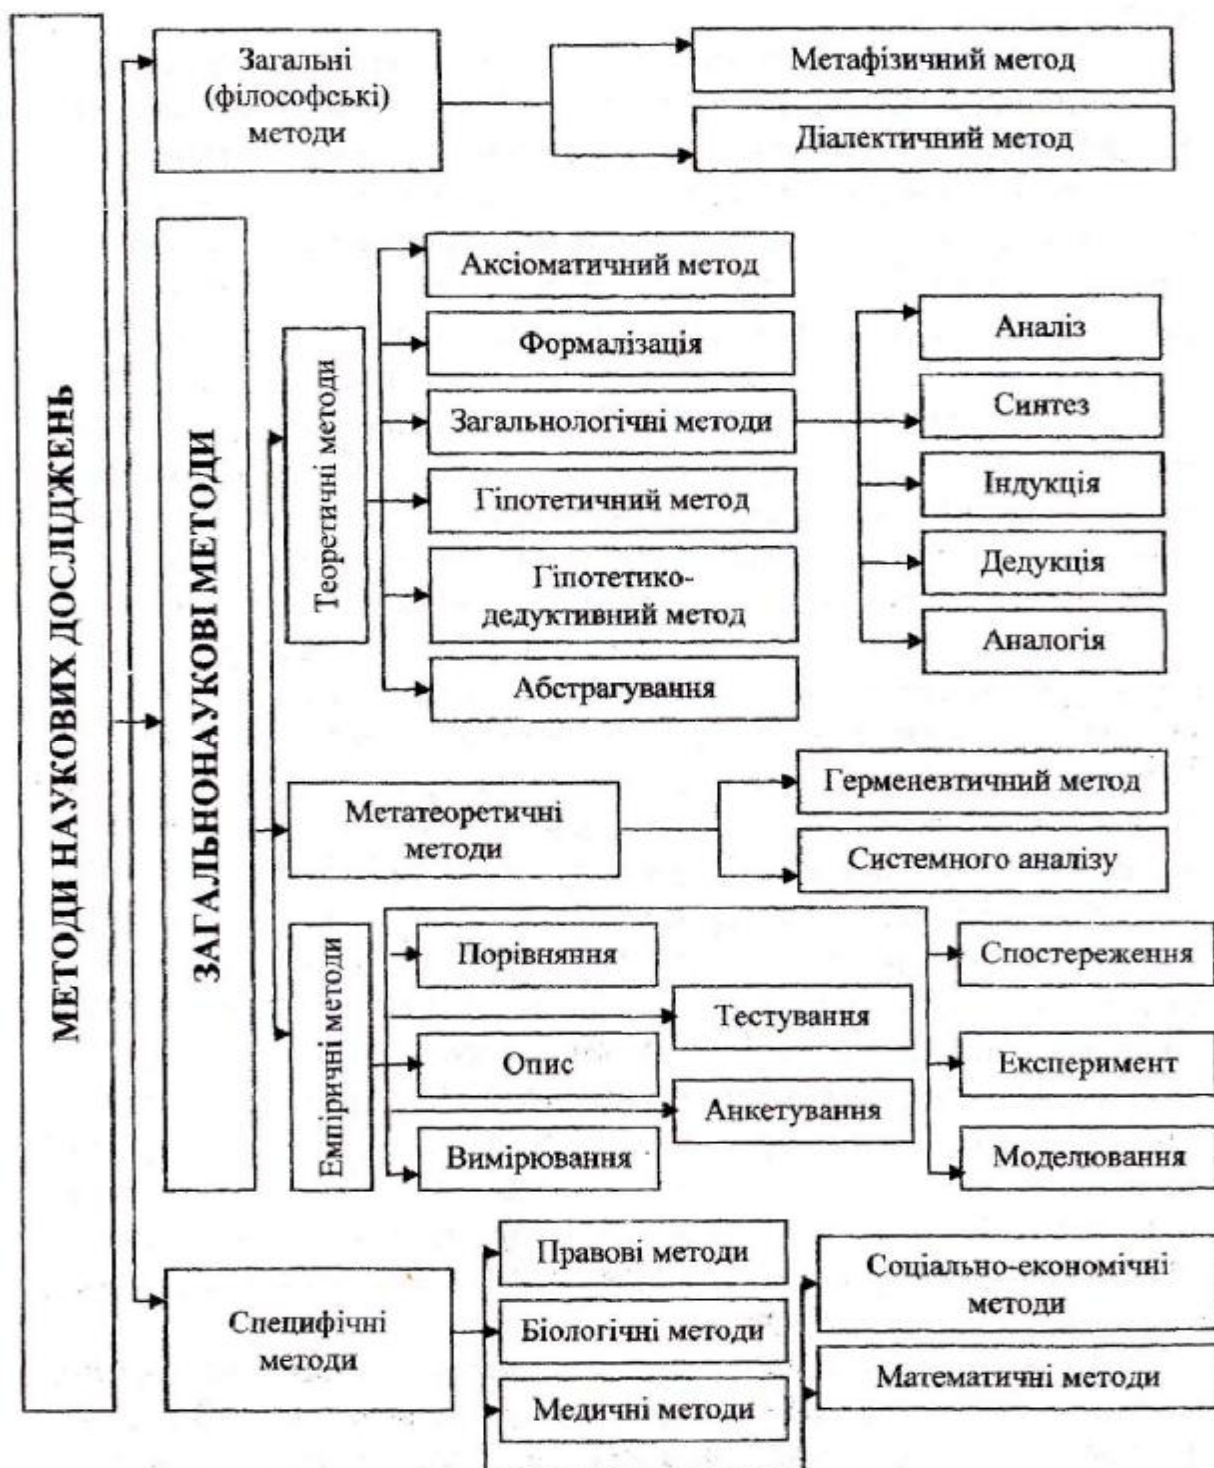 МЕТОДИ НАУКОВИХ ДОСЛІДЖЕНЬ
Загальні
(філософські)
методи
Метафізичний метод
Діалектичний метод
ЗАГАЛЬНОНАУКОВІ МЕТОДИ
Теоретичні методи
Аксіоматичний метод
Формалізація
Загальнологічні методи
Гіпотетичний метод
Гіпотетико-
дедуктивний метод
Абстрагування
Аналіз
Синтез
Індукція
Дедукція
Аналогія
Метатеоретичні
методи
Герменевтичний метод
Системного аналізу
Емпіричні методи
Порівняння
Опис
Вимірювання
Тестування
Анкетування
Спостереження
Експеримент
Моделювання
Специфічні
методи
Правові методи
Біологічні методи
Медичні методи
Соціально-економічні
методи
Математичні методи